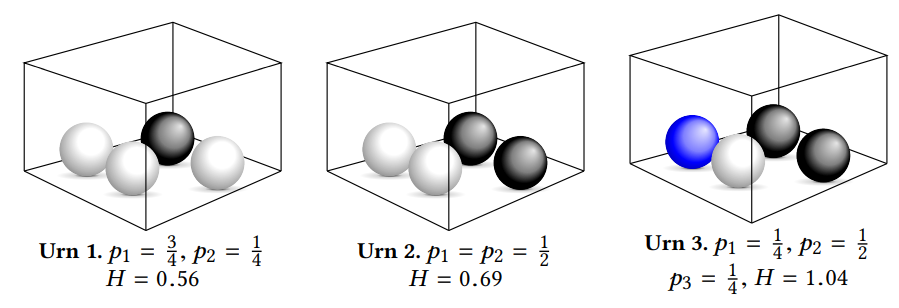 Urn 1. p₁ = 3/4, p₂ = 1/4
H = 0.56
Urn 2. p₁ = p₂ = 1/2
H = 0.69
Urn 3. p₁ = 1/4, p₂ = 1/2
p₃ = 1/4, H = 1.04